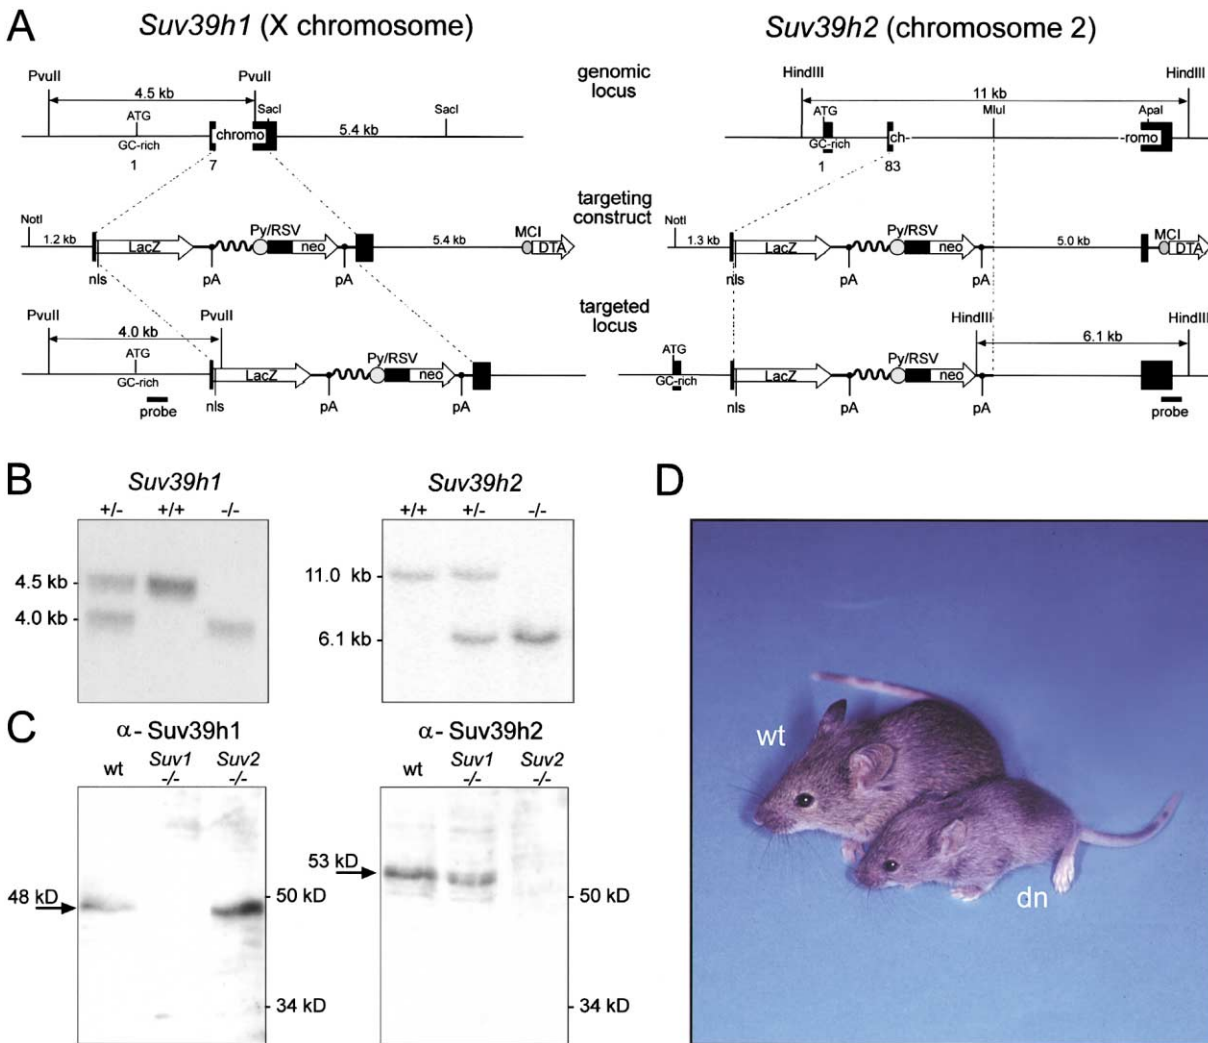 A
Suv39h1 (X chromosome)
Suv39h2 (chromosome 2)
genomic locus
PvuII
PvuII
4.5 kb
ATG
SacI
SacI
chromo
5.4 kb
GC-rich
1
7
HindIII
HindIII
11 kb
ATG
MluI
ApaI
GC-rich
ch-
-romo
1
83
targeting construct
NotI
1.2 kb
LacZ
Py/RSV
neo
5.4 kb
MCI
DTA
nls
pA
pA
NotI
1.3 kb
LacZ
Py/RSV
neo
5.0 kb
MCI
DTA
nls
pA
pA
targeted locus
PvuII
PvuII
4.0 kb
ATG
GC-rich
LacZ
Py/RSV
neo
nls
pA
pA
probe
HindIII
HindIII
6.1 kb
ATG
GC-rich
LacZ
Py/RSV
neo
nls
pA
pA
probe
B
Suv39h1
+/- +/+ -/-
4.5 kb
4.0 kb
Suv39h2
+/+ +/- -/-
11.0 kb
6.1 kb
C
α- Suv39h1
wt Suv1 -/- Suv2 -/-
48 kD
50 kD
34 kD
α- Suv39h2
wt Suv1 -/- Suv2 -/-
53 kD
50 kD
34 kD
D
wt
dn